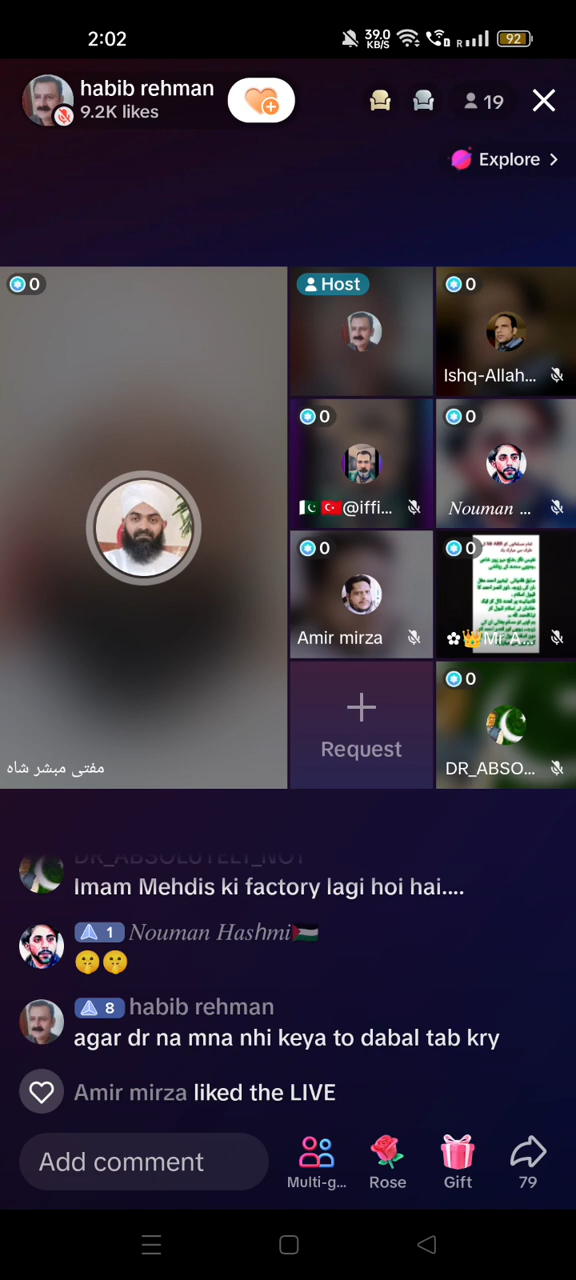 2:02
39.0
KB/S
R
92
habib rehman
9.2K likes
19
Explore
0
Host
0
Ishq-Allah...
0
@iffi...
0
Nouman ...
0
Amir mirza
0
Mr A...
Request
0
DR_ABSO...
مفتی مبشر شاہ
DR_ABSOLUTELY_NOT
Imam Mehdis ki factory lagi hoi hai....
1 Nouman Hashmi
8 habib rehman
agar dr na mna nhi keya to dabal tab kry
Amir mirza liked the LIVE
Add comment
Multi-g...
Rose
Gift
79